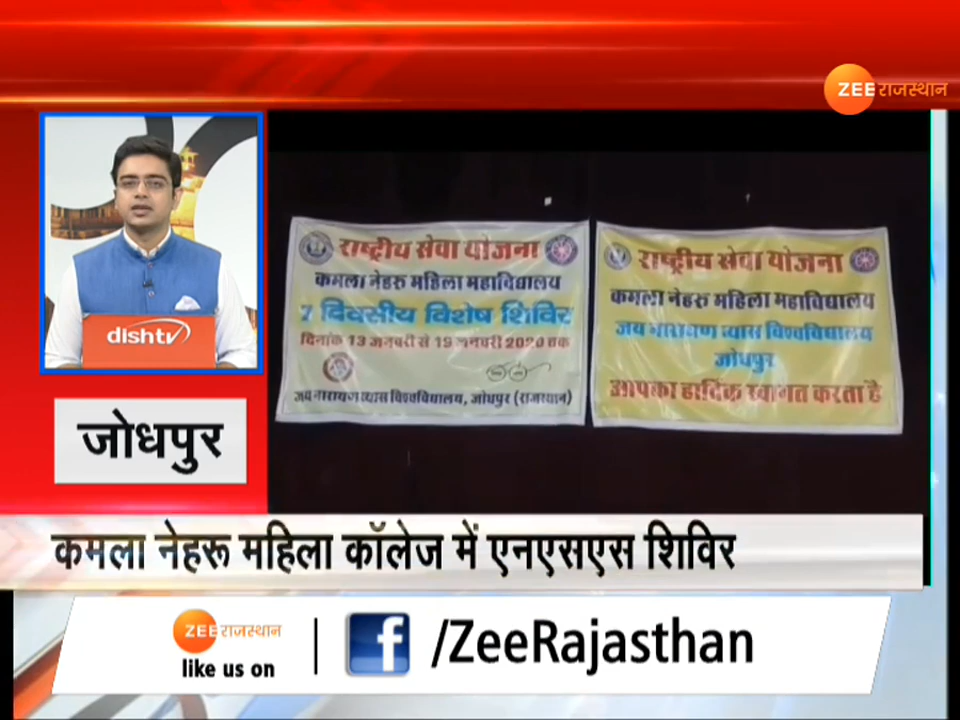 ZEE राजस्थान
राष्ट्रीय सेवा योजना
कमला नेहरु महिला महाविद्यालय
7 दिवसीय विशेष शिविर
दिनांक 13 जनवरी से 19 जनवरी 2020 तक
जय नारायण व्यास विश्वविद्यालय, जोधपुर (राजस्थान)
राष्ट्रीय सेवा योजना
कमला नेहरु महिला महाविद्यालय
जय नारायण व्यास विश्वविद्यालय
जोधपुर
आपका हार्दिक स्वागत करता है
dishtv
जोधपुर
कमला नेहरू महिला कॉलेज में एनएसएस शिविर
ZEE राजस्थान
like us on
f /ZeeRajasthan